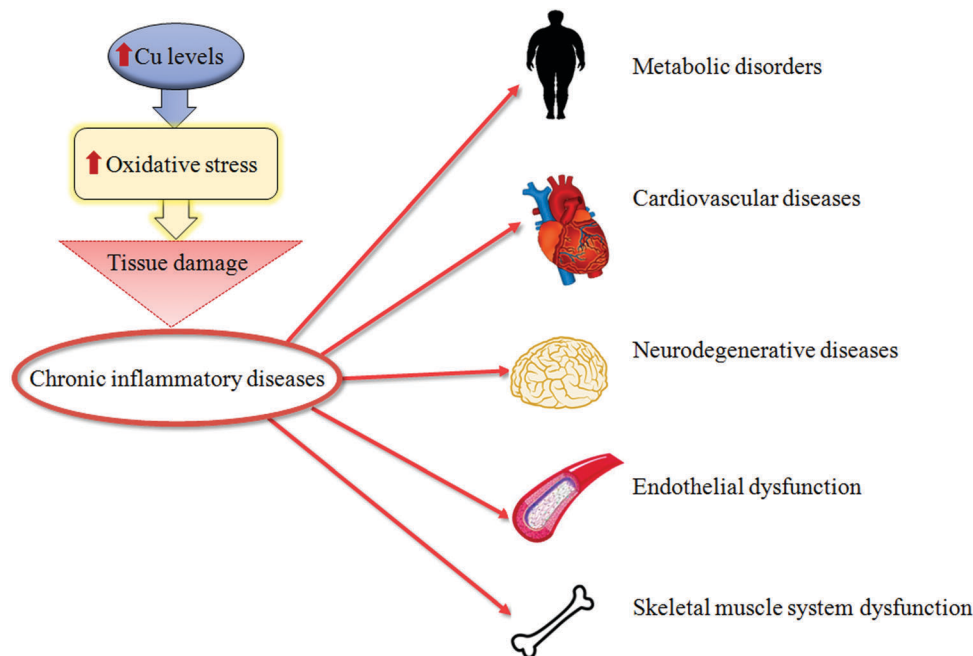 Cu levels
Oxidative stress
Tissue damage
Chronic inflammatory diseases
Metabolic disorders
Cardiovascular diseases
Neurodegenerative diseases
Endothelial dysfunction
Skeletal muscle system dysfunction